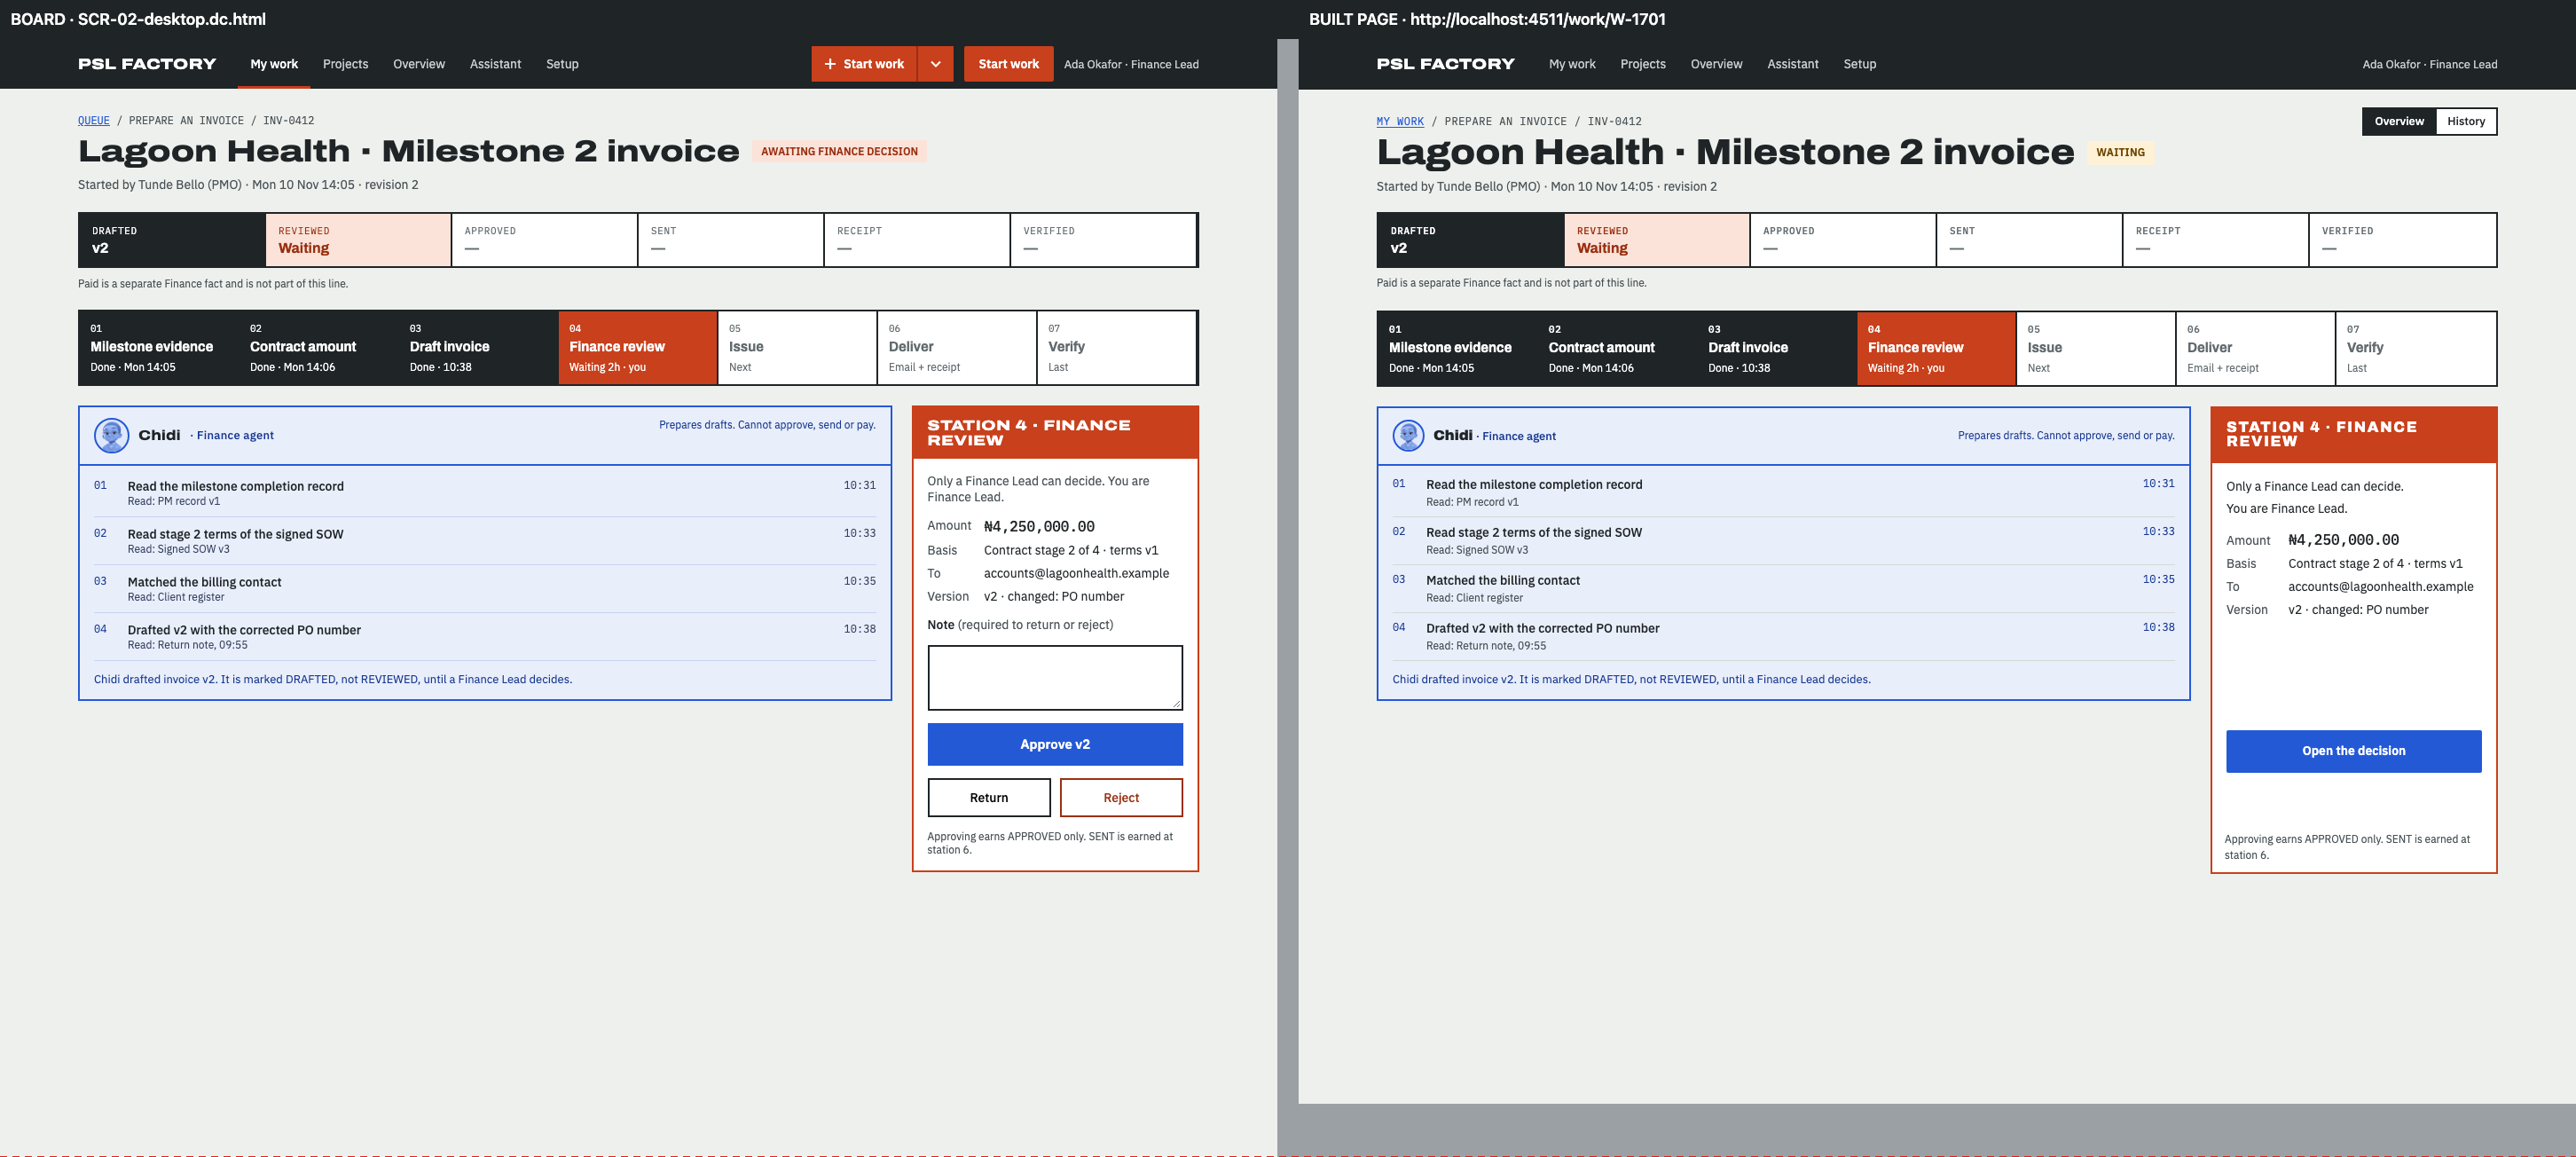 BOARD · SCR-02-desktop.dc.html
PSL FACTORY My work Projects Overview Assistant Setup + Start work Start work Ada Okafor · Finance Lead
QUEUE / PREPARE AN INVOICE / INV-0412
Lagoon Health · Milestone 2 invoice AWAITING FINANCE DECISION
Started by Tunde Bello (PMO) · Mon 10 Nov 14:05 · revision 2
DRAFTED REVIEWED APPROVED SENT RECEIPT VERIFIED
v2 Waiting — — — —
Paid is a separate Finance fact and is not part of this line.
01 02 03 04 05 06 07
Milestone evidence Contract amount Draft invoice Finance review Issue Deliver Verify
Done · Mon 14:05 Done · Mon 14:06 Done · 10:38 Waiting 2h · you Next Email + receipt Last
Chidi · Finance agent Prepares drafts. Cannot approve, send or pay.
01 Read the milestone completion record 10:31
Read: PM record v1
02 Read stage 2 terms of the signed SOW 10:33
Read: Signed SOW v3
03 Matched the billing contact 10:35
Read: Client register
04 Drafted v2 with the corrected PO number 10:38
Read: Return note, 09:55
Chidi drafted invoice v2. It is marked DRAFTED, not REVIEWED, until a Finance Lead decides.
STATION 4 · FINANCE
REVIEW
Only a Finance Lead can decide. You are
Finance Lead.
Amount ₦4,250,000.00
Basis Contract stage 2 of 4 · terms v1
To accounts@lagoonhealth.example
Version v2 · changed: PO number
Note (required to return or reject)
Approve v2
Return Reject
Approving earns APPROVED only. SENT is earned at
station 6.
BUILT PAGE · http://localhost:4511/work/W-1701
PSL FACTORY My work Projects Overview Assistant Setup Ada Okafor · Finance Lead
MY WORK / PREPARE AN INVOICE / INV-0412 Overview History
Lagoon Health · Milestone 2 invoice WAITING
Started by Tunde Bello (PMO) · Mon 10 Nov 14:05 · revision 2
DRAFTED REVIEWED APPROVED SENT RECEIPT VERIFIED
v2 Waiting — — — —
Paid is a separate Finance fact and is not part of this line.
01 02 03 04 05 06 07
Milestone evidence Contract amount Draft invoice Finance review Issue Deliver Verify
Done · Mon 14:05 Done · Mon 14:06 Done · 10:38 Waiting 2h · you Next Email + receipt Last
Chidi · Finance agent Prepares drafts. Cannot approve, send or pay.
01 Read the milestone completion record 10:31
Read: PM record v1
02 Read stage 2 terms of the signed SOW 10:33
Read: Signed SOW v3
03 Matched the billing contact 10:35
Read: Client register
04 Drafted v2 with the corrected PO number 10:38
Read: Return note, 09:55
Chidi drafted invoice v2. It is marked DRAFTED, not REVIEWED, until a Finance Lead decides.
STATION 4 · FINANCE
REVIEW
Only a Finance Lead can decide.
You are Finance Lead.
Amount ₦4,250,000.00
Basis Contract stage 2 of 4 · terms v1
To accounts@lagoonhealth.example
Version v2 · changed: PO number
Open the decision
Approving earns APPROVED only. SENT is earned at
station 6.